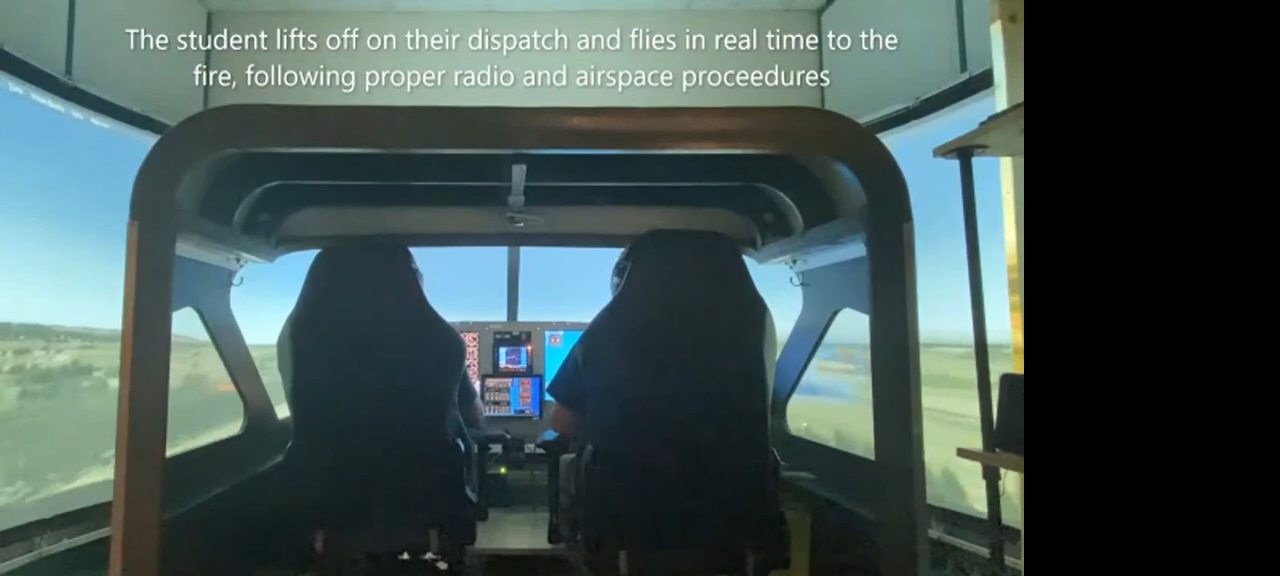 The student lifts off on their dispatch and flies in real time to the
fire, following proper radio and airspace proceedures